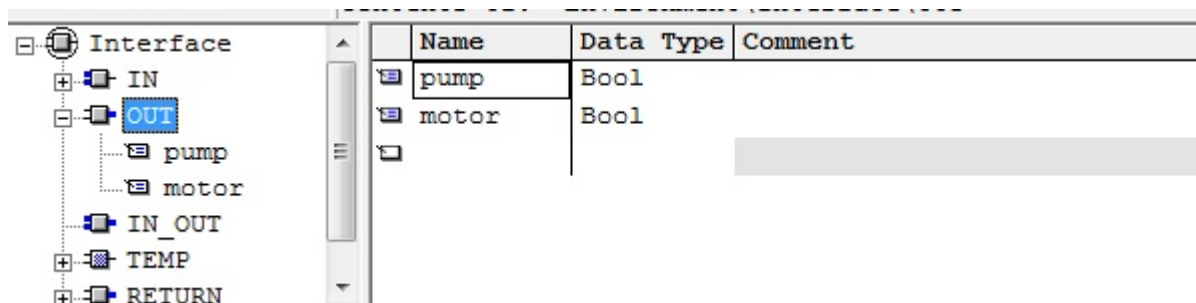 Interface
IN
OUT
pump
motor
IN_OUT
TEMP
RETURN
Name Data Type Comment
pump Bool
motor Bool